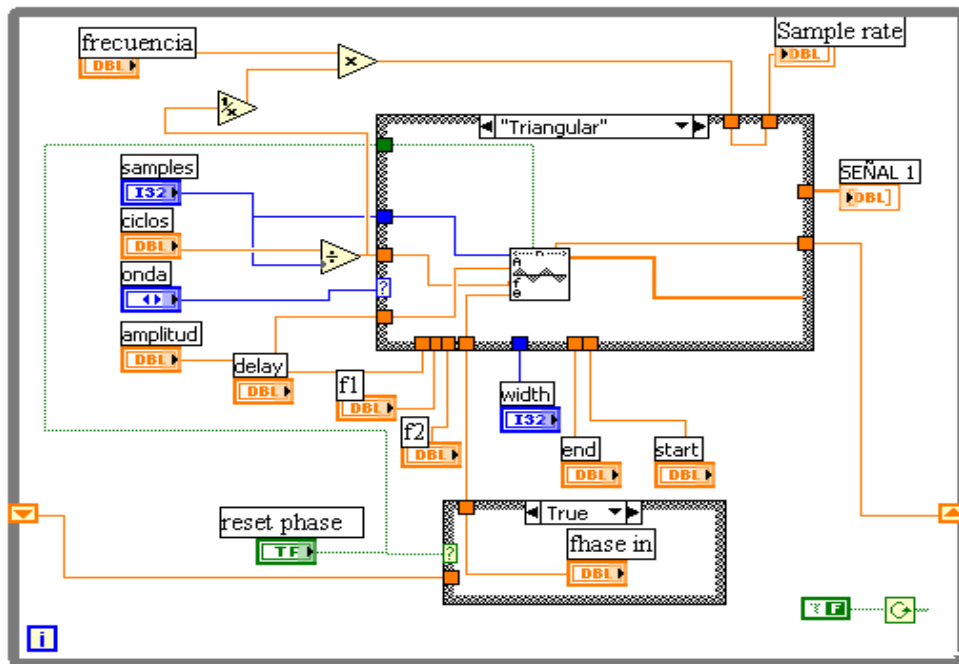 frecuencia
DBL
Sample rate
DBL
x
1/x
"Triangular"
samples
I32
SEÑAL 1
DBL]
ciclos
DBL
÷
onda
?
n
A
f
θ
amplitud
DBL
delay
DBL
f1
DBL
width
I32
f2
DBL
end
DBL
start
DBL
True
reset phase
TF
?
fhase in
DBL
F
i